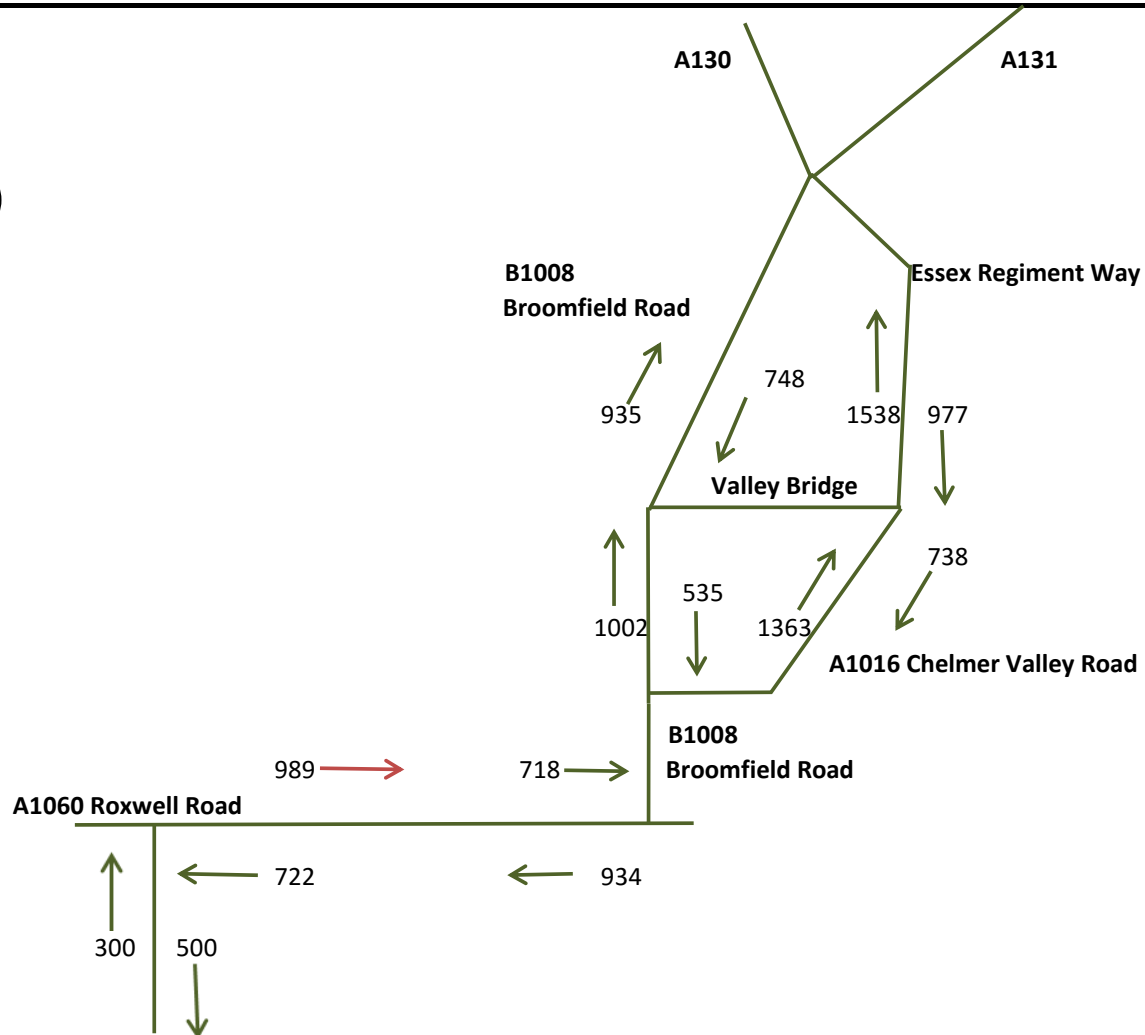 A130
A131
)
B1008
Broomfield Road
Essex Regiment Way
748
935
1538
977
Valley Bridge
738
535
1002
1363
A1016 Chelmer Valley Road
B1008
Broomfield Road
989
718
A1060 Roxwell Road
722
934
300
500